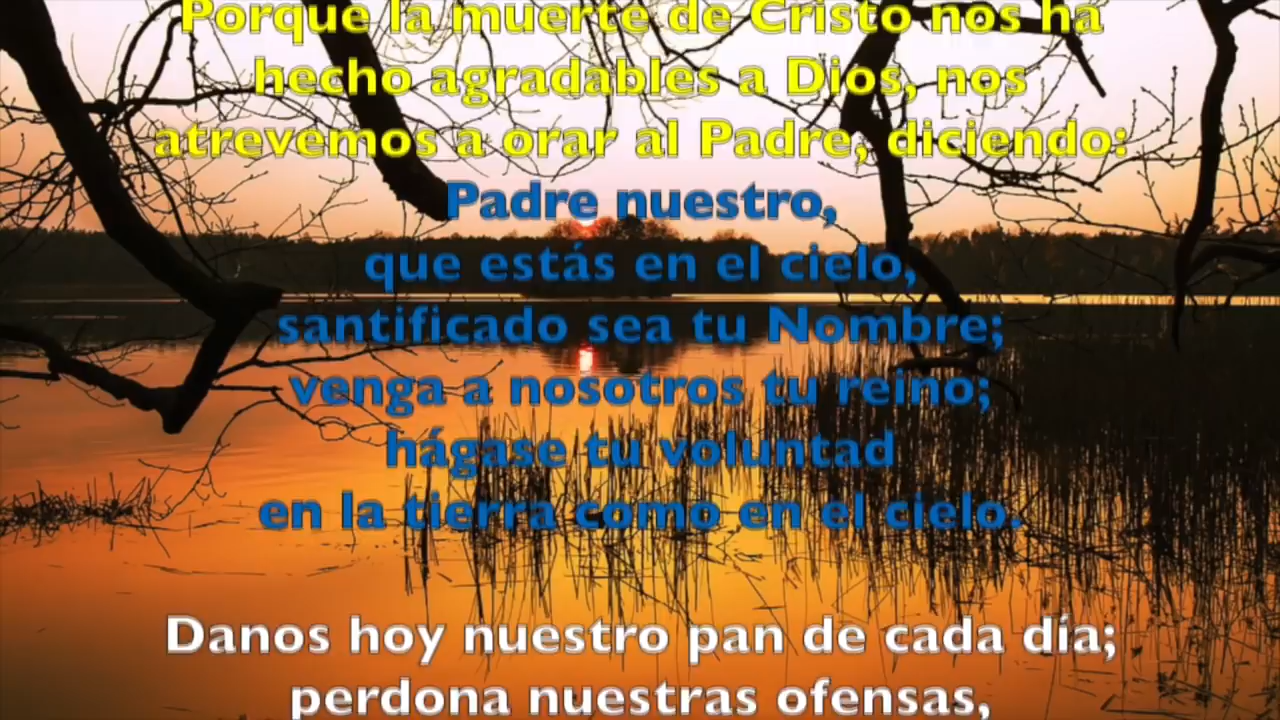 Porque la muerte de Cristo nos ha
hecho agradables a Dios, nos
atrevemos a orar al Padre, diciendo:
Padre nuestro,
que estás en el cielo,
santificado sea tu Nombre;
venga a nosotros tu reino;
hágase tu voluntad
en la tierra como en el cielo.
Danos hoy nuestro pan de cada día;
perdona nuestras ofensas,